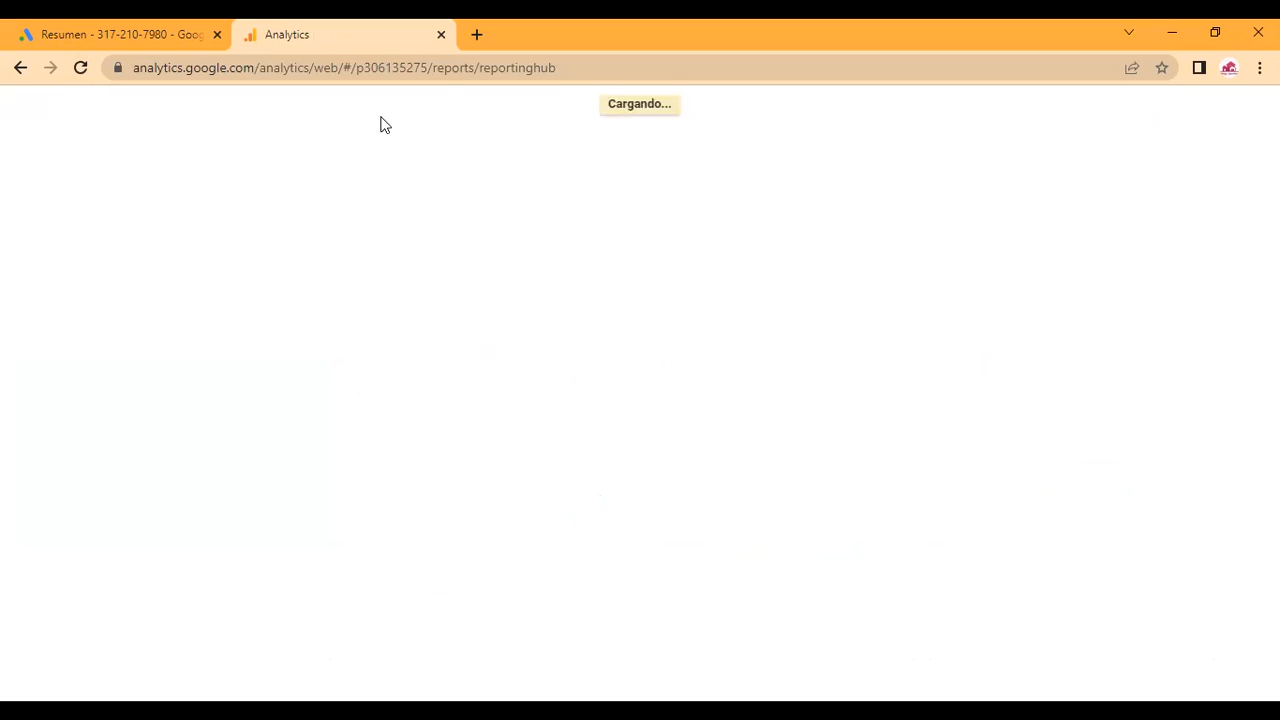 Resumen - 317-210-7980 - Goog
Analytics
analytics.google.com/analytics/web/#/p306135275/reports/reportinghub
Cargando...